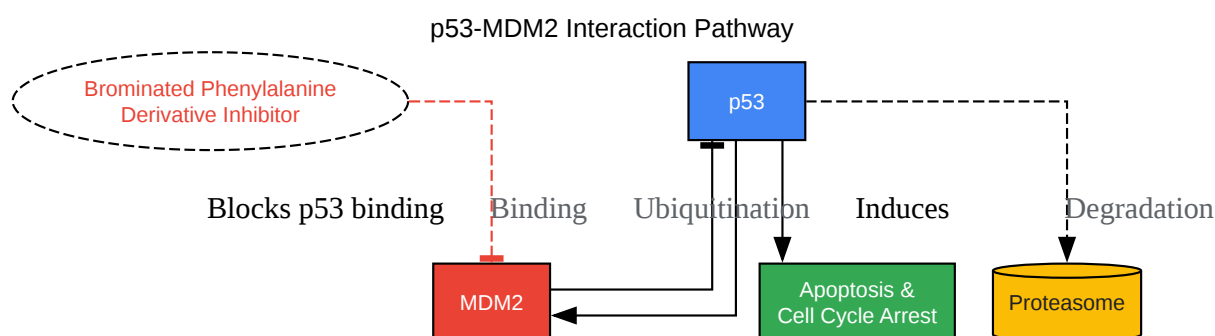 p53-MDM2 Interaction Pathway
Brominated Phenylalanine
Derivative Inhibitor
p53
Blocks p53 binding
Binding
Ubiquitination
Induces
Degradation
MDM2
Apoptosis &
Cell Cycle Arrest
Proteasome